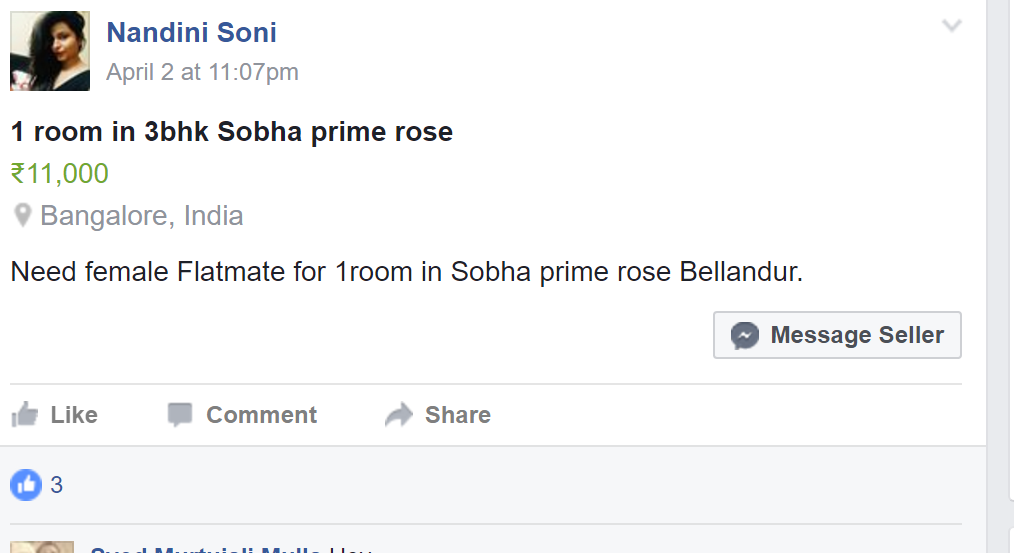 Nandini Soni
April 2 at 11:07pm
1 room in 3bhk Sobha prime rose
₹11,000
Bangalore, India
Need female Flatmate for 1room in Sobha prime rose Bellandur.
Message Seller
Like Comment Share
3